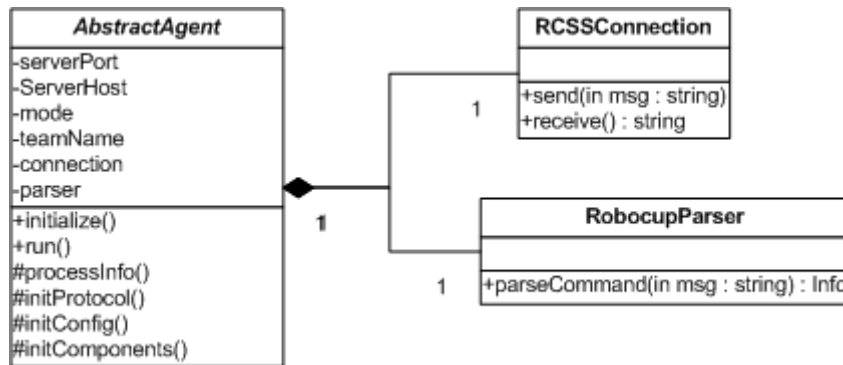 AbstractAgent
-serverPort
-ServerHost
-mode
-teamName
-connection
-parser
+initialize()
+run()
#processInfo()
#initProtocol()
#initConfig()
#initComponents()
1
RCSSConnection
+send(in msg : string)
+receive() : string
1
RobocupParser
+parseCommand(in msg : string) : Info
1